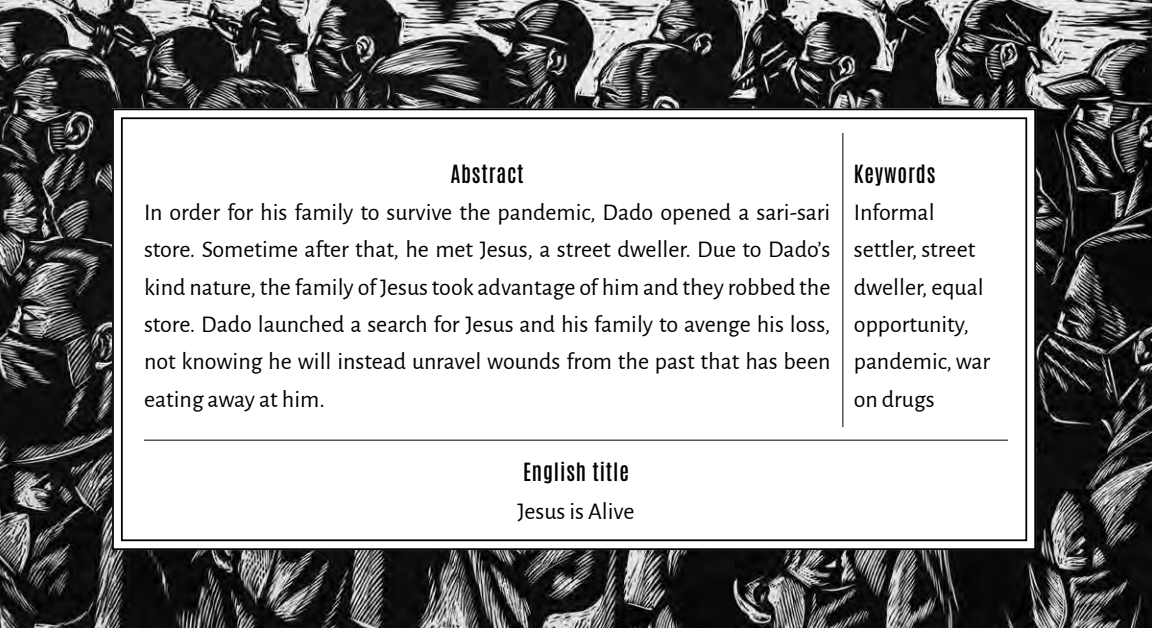 Abstract
In order for his family to survive the pandemic, Dado opened a sari-sari
store. Sometime after that, he met Jesus, a street dweller. Due to Dado’s
kind nature, the family of Jesus took advantage of him and they robbed the
store. Dado launched a search for Jesus and his family to avenge his loss,
not knowing he will instead unravel wounds from the past that has been
eating away at him.
Keywords
Informal
settler, street
dweller, equal
opportunity,
pandemic, war
on drugs
English title
Jesus is Alive